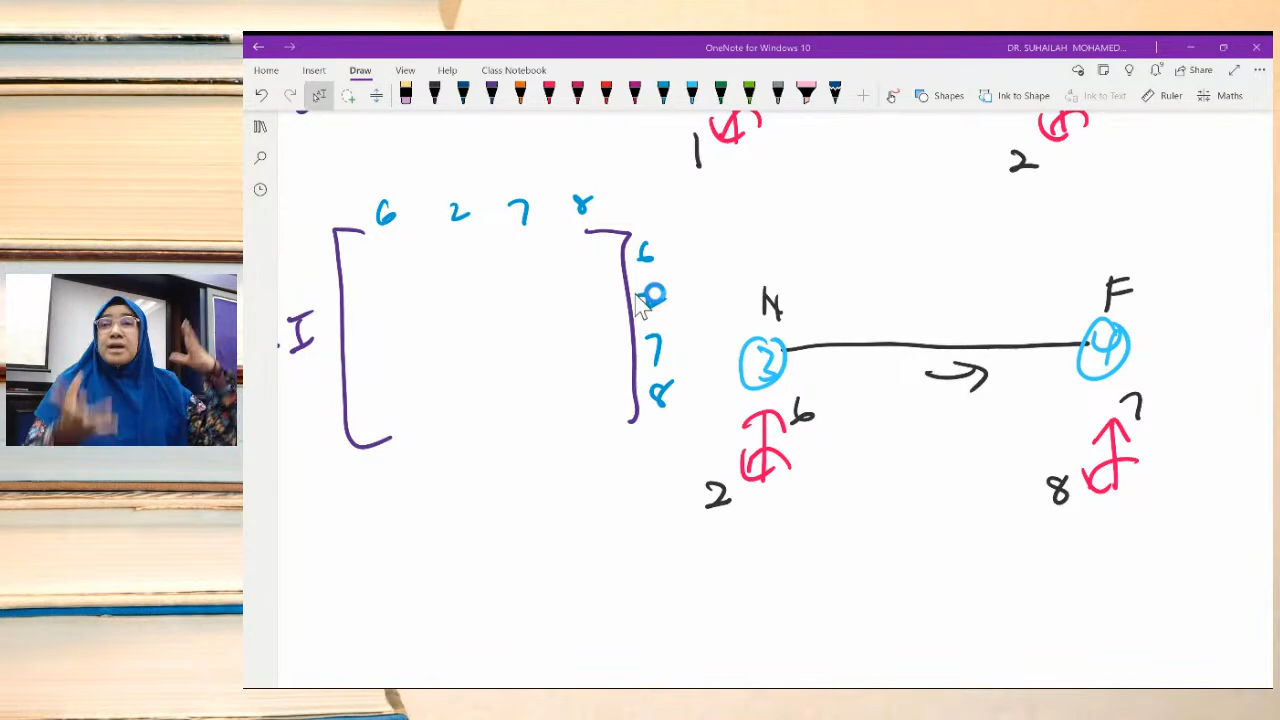 OneNote for Windows 10
DR. SUHAILAH MOHAMED...
Home Insert Draw View Help Class Notebook
Share
Shapes Ink to Shape Ink to Text Ruler Maths
1
2
6 2 7 8
6
7
8
I
N
F
3
4
6
7
2
8